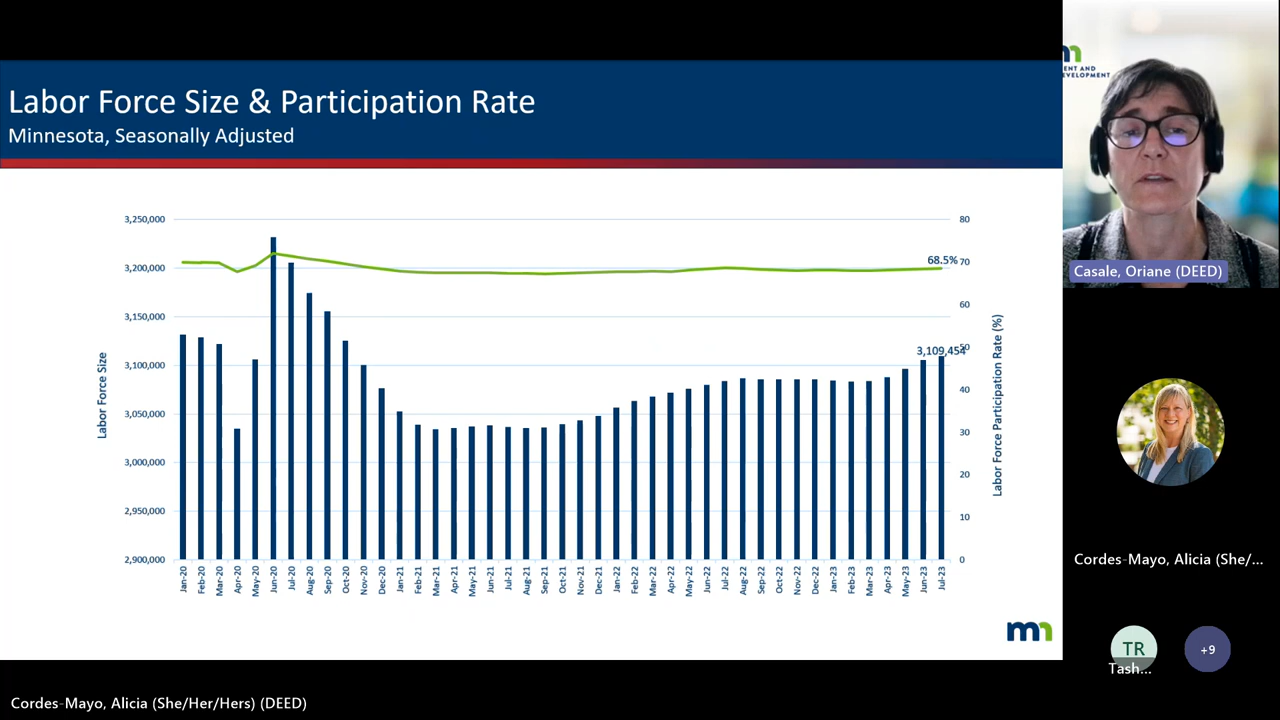 Labor Force Size & Participation Rate
Minnesota, Seasonally Adjusted
3,250,000
3,200,000
3,150,000
3,100,000
3,050,000
3,000,000
2,950,000
2,900,000
Labor Force Size
80
70
60
50
40
30
20
10
0
Labor Force Participation Rate (%)
68.5%
3,109,454
Jan-20
Feb-20
Mar-20
Apr-20
May-20
Jun-20
Jul-20
Aug-20
Sep-20
Oct-20
Nov-20
Dec-20
Jan-21
Feb-21
Mar-21
Apr-21
May-21
Jun-21
Jul-21
Aug-21
Sep-21
Oct-21
Nov-21
Dec-21
Jan-22
Feb-22
Mar-22
Apr-22
May-22
Jun-22
Jul-22
Aug-22
Sep-22
Oct-22
Nov-22
Dec-22
Jan-23
Feb-23
Mar-23
Apr-23
May-23
Jun-23
Jul-23
mn
ENT AND
EVELOPMENT
Casale, Oriane (DEED)
Cordes-Mayo, Alicia (She/...
TR
Tash...
+9
Cordes-Mayo, Alicia (She/Her/Hers) (DEED)